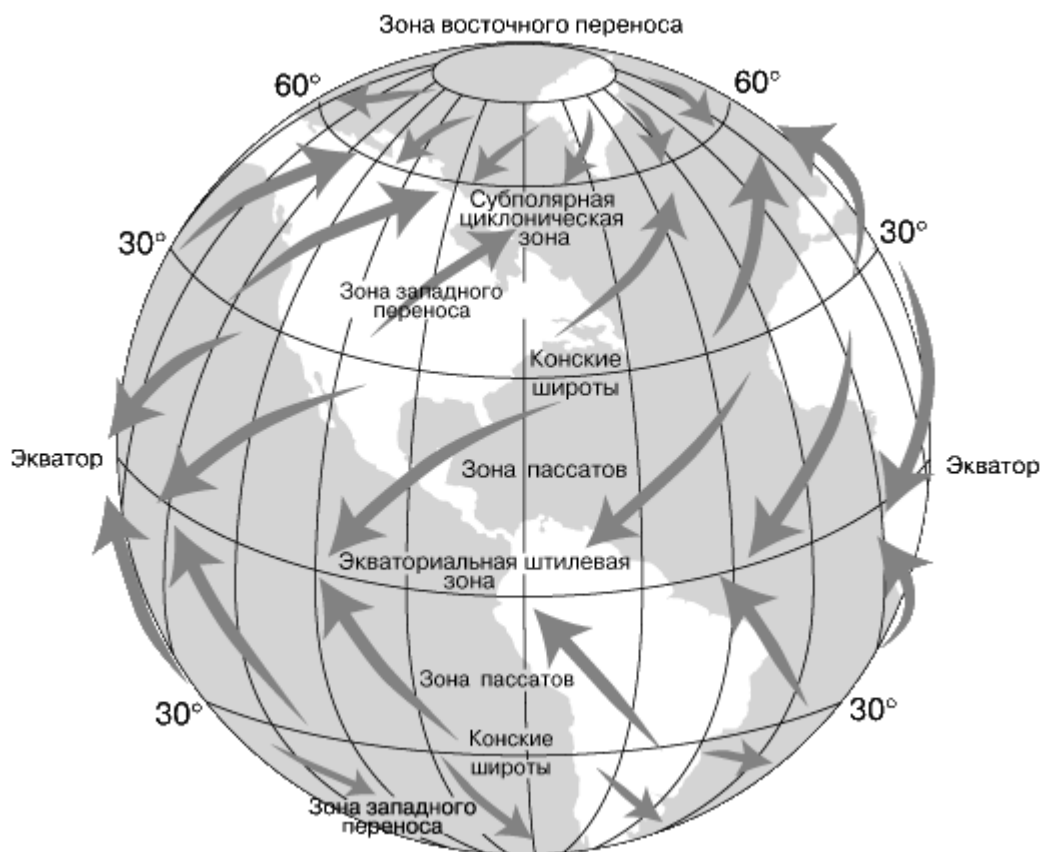 Зона восточного переноса
60°
60°
Субполярная
циклоническая
зона
30°
30°
Зона западного
переноса
Конские
широты
Экватор
Зона пассатов
Экватор
Экваториальная штилевая
зона
Зона пассатов
30°
30°
Конские
широты
Зона западного
переноса